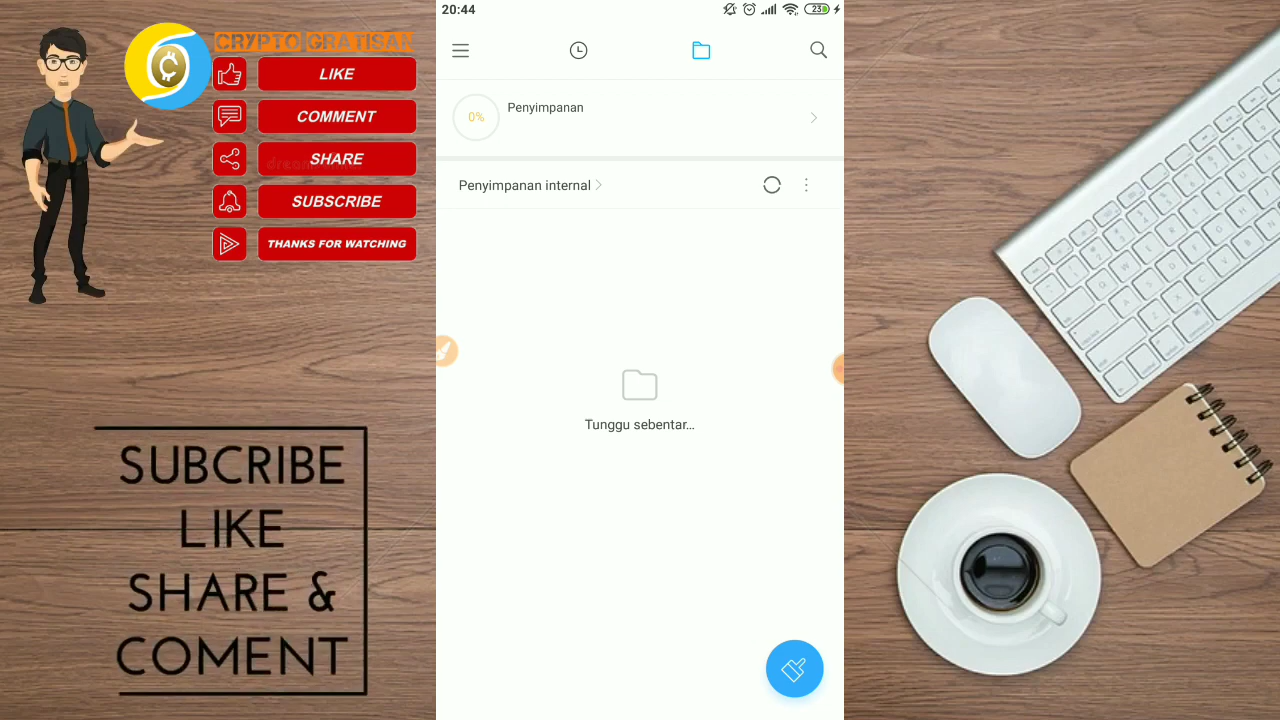 CRYPTO GRATISAN
LIKE
COMMENT
SHARE
SUBSCRIBE
THANKS FOR WATCHING
SUBCRIBE
LIKE
SHARE &
COMENT
20:44
23
0%
Penyimpanan
Penyimpanan internal
Tunggu sebentar...